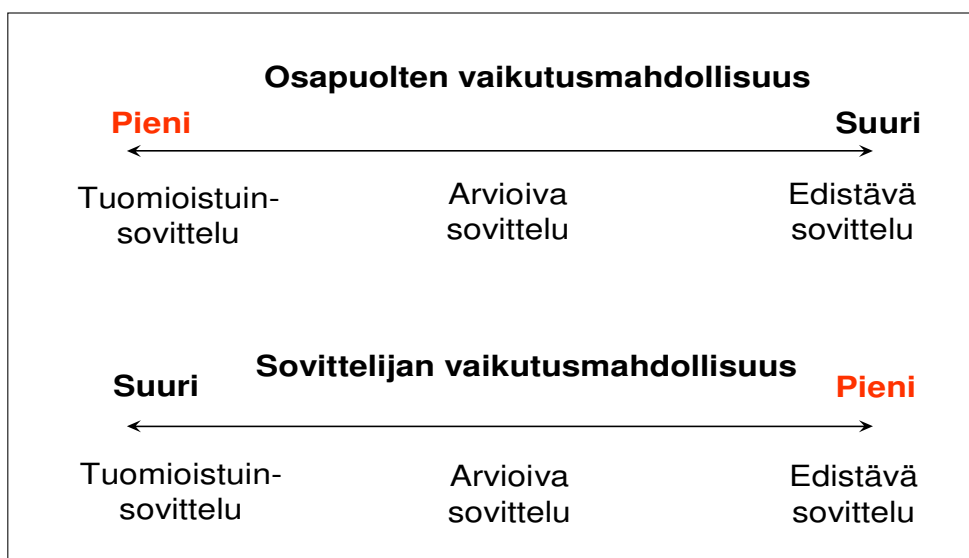 Osapuolten vaikutusmahdollisuus
Pieni Suuri
Tuomioistuin- Arvioiva Edistävä
sovittelu sovittelu sovittelu
Sovittelijan vaikutusmahdollisuus
Suuri Pieni
Tuomioistuin- Arvioiva Edistävä
sovittelu sovittelu sovittelu